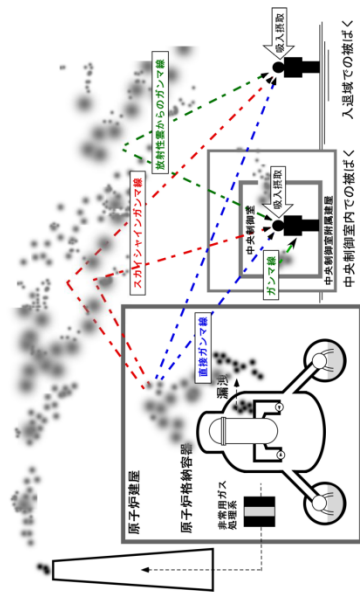 放射性雲からのガンマ線
スカイシャインガンマ線
直接ガンマ線
原子炉建屋
原子炉格納容器
漏洩
非常用ガス
処理系
中央制御室
吸入摂取
ガンマ線
中央制御室附属建屋
中央制御室内での被ばく
吸入摂取
入退域での被ばく